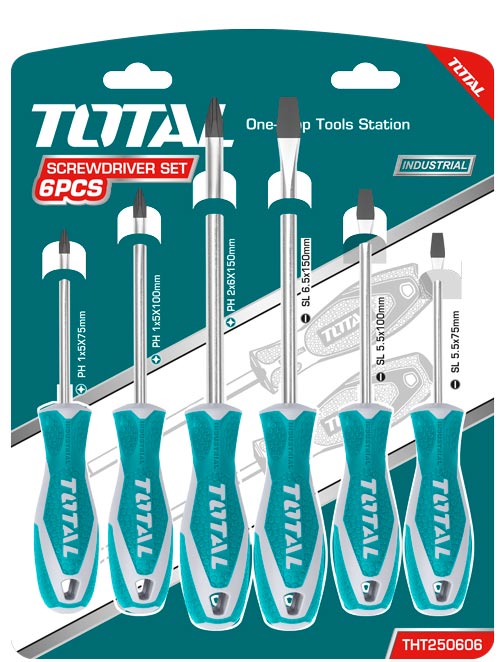 TOTAL
TOTAL
One-Stop Tools Station
SCREWDRIVER SET
6PCS
INDUSTRIAL
PH 1x5X75mm
PH 1x5X100mm
PH 2x6X150mm
SL 6.5x150mm
SL 5.5x100mm
SL 5.5x75mm
TOTAL
TOTAL
TOTAL
TOTAL
TOTAL
TOTAL
TOTAL
THT250606